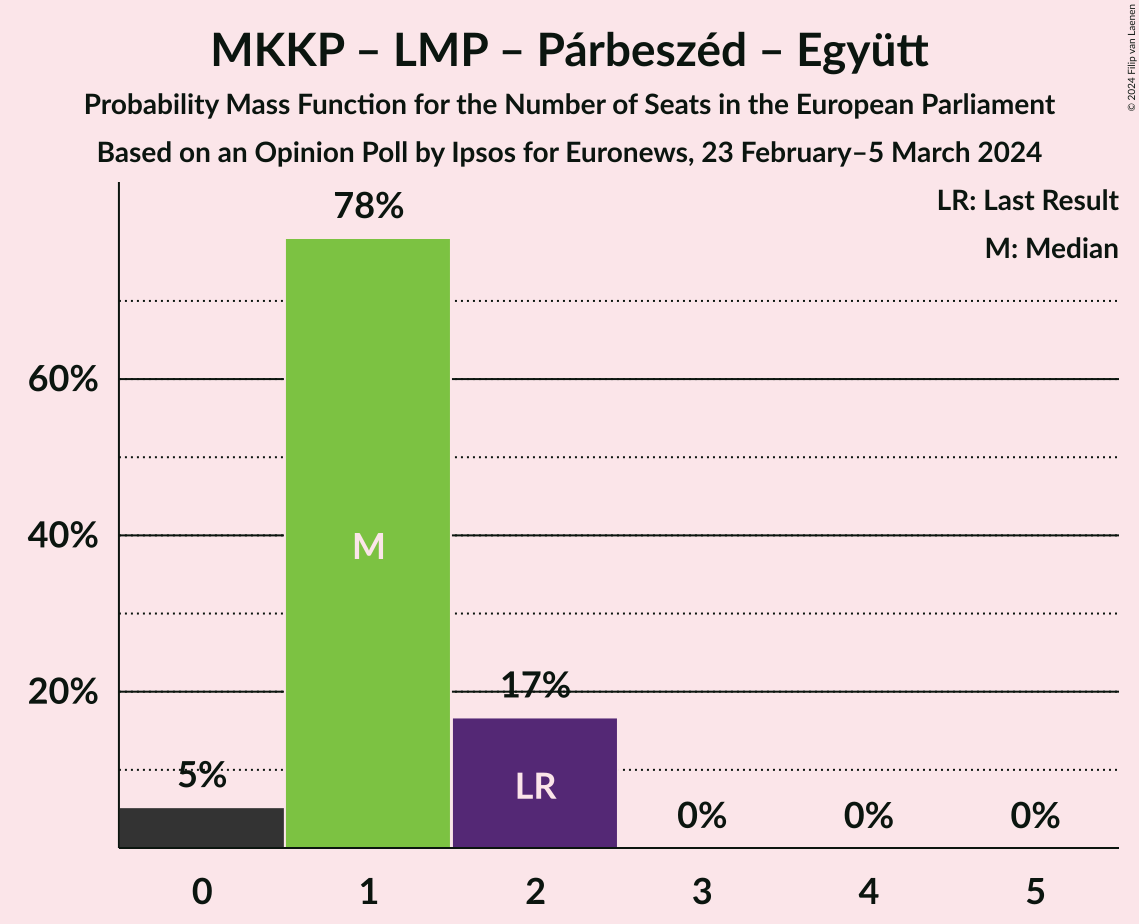 MKKP – LMP – Párbeszéd – Együtt
Probability Mass Function for the Number of Seats in the European Parliament
Based on an Opinion Poll by Ipsos for Euronews, 23 February–5 March 2024
© 2024 Filip van Laenen
LR: Last Result
M: Median
78%
60%
40%
M
20%
17%
5%
LR
0%
0%
0%
0
1
2
3
4
5